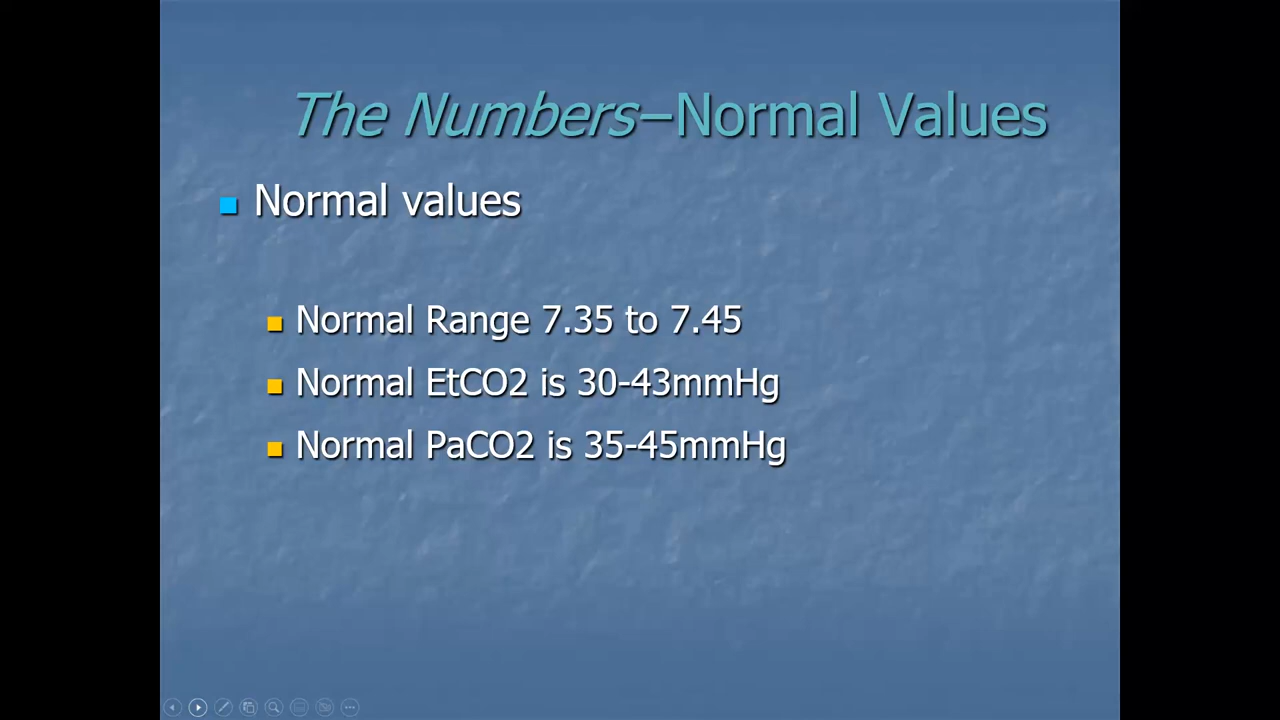 The Numbers–Normal Values
Normal values
Normal Range 7.35 to 7.45
Normal EtCO2 is 30-43mmHg
Normal PaCO2 is 35-45mmHg